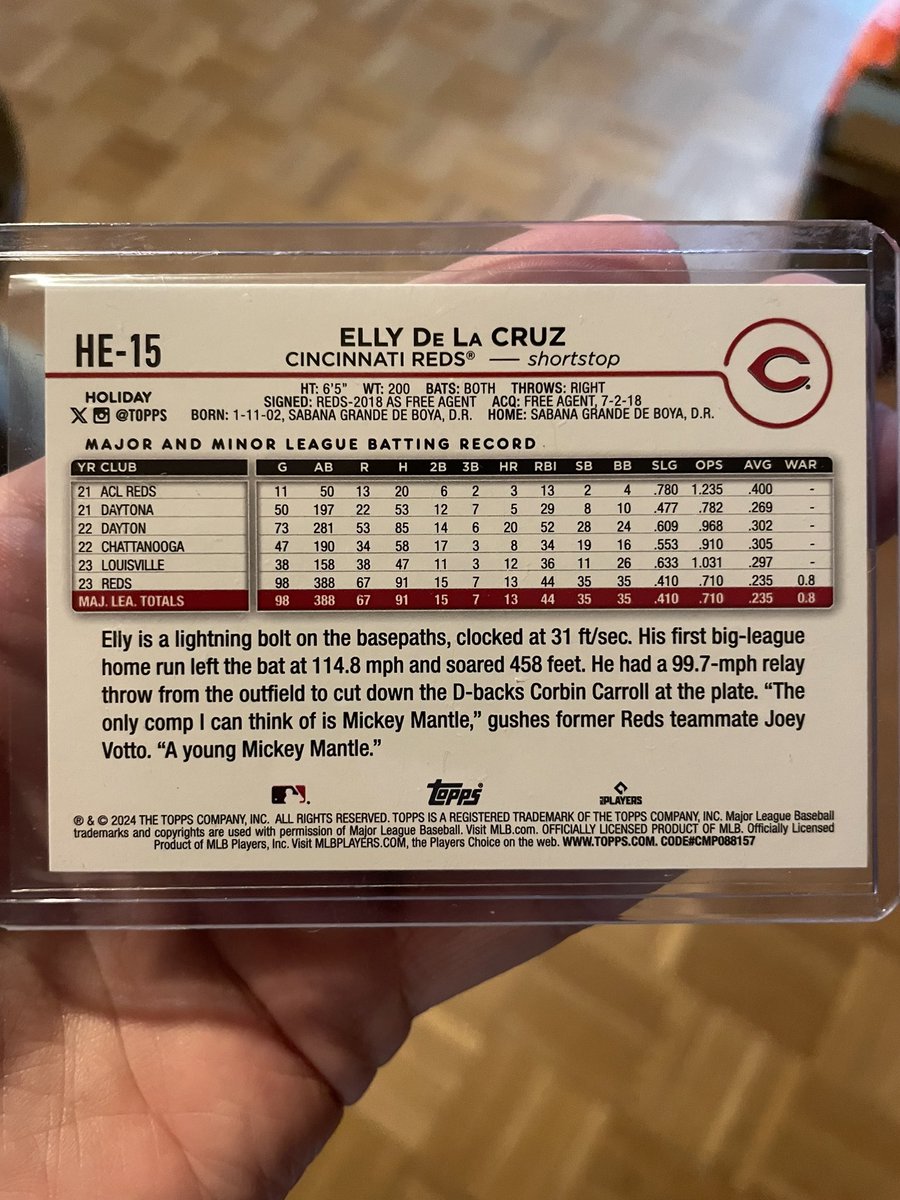 HE-15
ELLY DE LA CRUZ
CINCINNATI REDS® — shortstop
HOLIDAY
X @TOPPS
C
HT: 6'5" WT: 200 BATS: BOTH THROWS: RIGHT
SIGNED: REDS-2018 AS FREE AGENT ACQ: FREE AGENT, 7-2-18
BORN: 1-11-02, SABANA GRANDE DE BOYA, D.R. HOME: SABANA GRANDE DE BOYA, D.R.
MAJOR AND MINOR LEAGUE BATTING RECORD
YR CLUB G AB R H 2B 3B HR RBI SB BB SLG OPS AVG WAR
21 ACL REDS 11 50 13 20 6 2 3 13 2 4 .780 1.235 .400 -
21 DAYTONA 50 197 22 53 12 7 5 29 8 10 .477 .782 .269 -
22 DAYTON 73 281 53 85 14 6 20 52 28 24 .609 .968 .302 -
22 CHATTANOOGA 47 190 34 58 17 3 8 34 19 16 .553 .910 .305 -
23 LOUISVILLE 38 158 38 47 11 3 12 36 11 26 .633 1.031 .297 -
23 REDS 98 388 67 91 15 7 13 44 35 35 .410 .710 .235 0.8
MAJ. LEA. TOTALS 98 388 67 91 15 7 13 44 35 35 .410 .710 .235 0.8
Elly is a lightning bolt on the basepaths, clocked at 31 ft/sec. His first big-league
home run left the bat at 114.8 mph and soared 458 feet. He had a 99.7-mph relay
throw from the outfield to cut down the D-backs Corbin Carroll at the plate. “The
only comp I can think of is Mickey Mantle,” gushes former Reds teammate Joey
Votto. “A young Mickey Mantle.”
Topps® PLAYERS
® & © 2024 THE TOPPS COMPANY, INC. ALL RIGHTS RESERVED. TOPPS IS A REGISTERED TRADEMARK OF THE TOPPS COMPANY, INC. Major League Baseball
trademarks and copyrights are used with permission of Major League Baseball. Visit MLB.com. OFFICIALLY LICENSED PRODUCT OF MLB. Officially Licensed
Product of MLB Players, Inc. Visit MLBPLAYERS.COM, the Players Choice on the web. WWW.TOPPS.COM. CODE#CMP088157